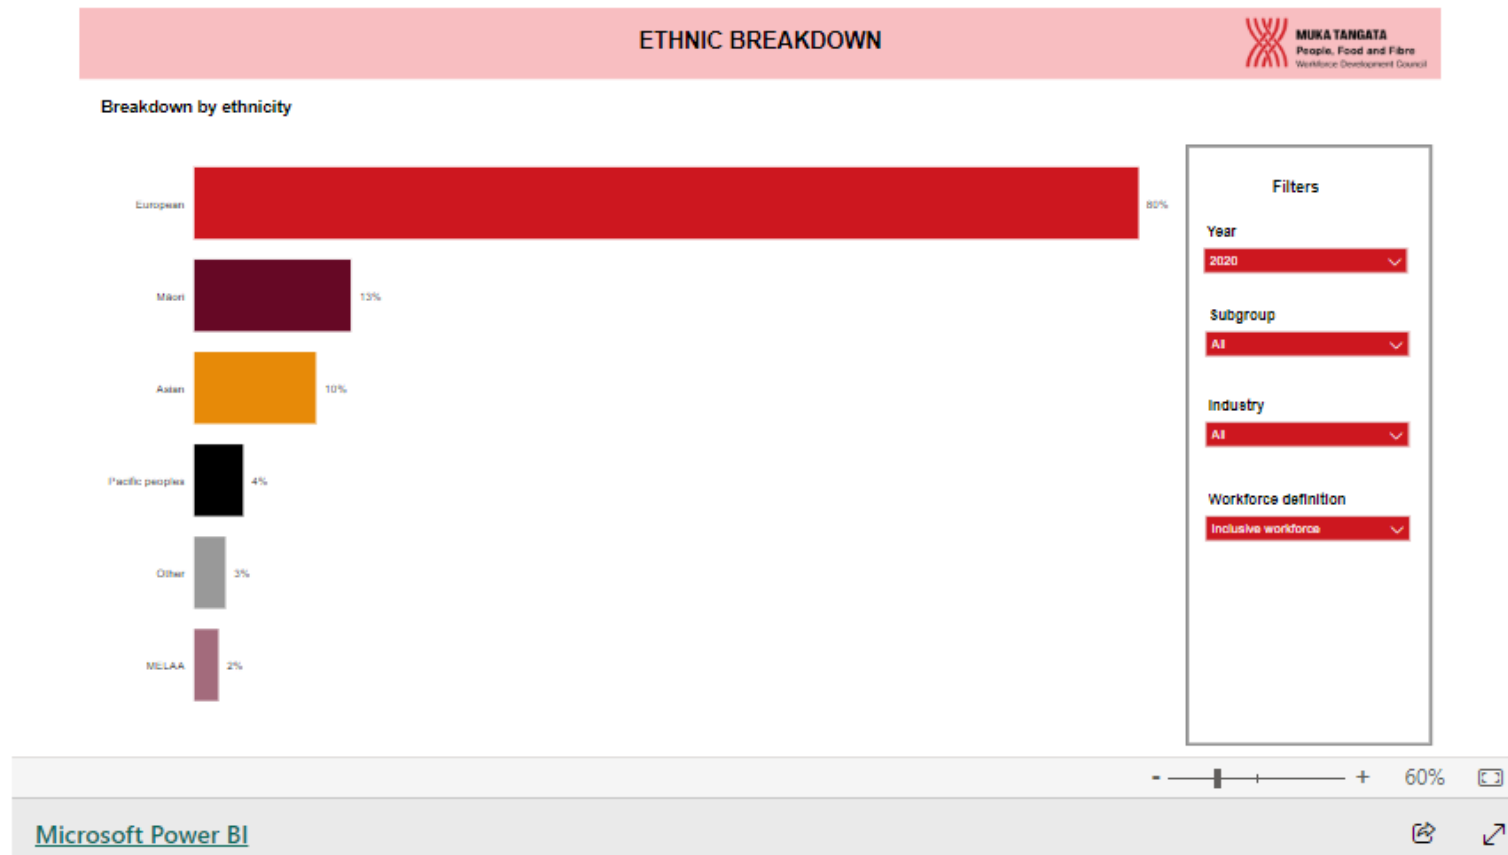 ETHNIC BREAKDOWN
MUKA TANGATA
People, Food and Fibre
Workforce Development Council
Breakdown by ethnicity
European
80%
Māori
13%
Asian
10%
Pacific peoples
4%
Other
3%
MELAA
2%
Filters
Year
2020
Subgroup
All
Industry
All
Workforce definition
Inclusive workforce
- + 60%
Microsoft Power BI